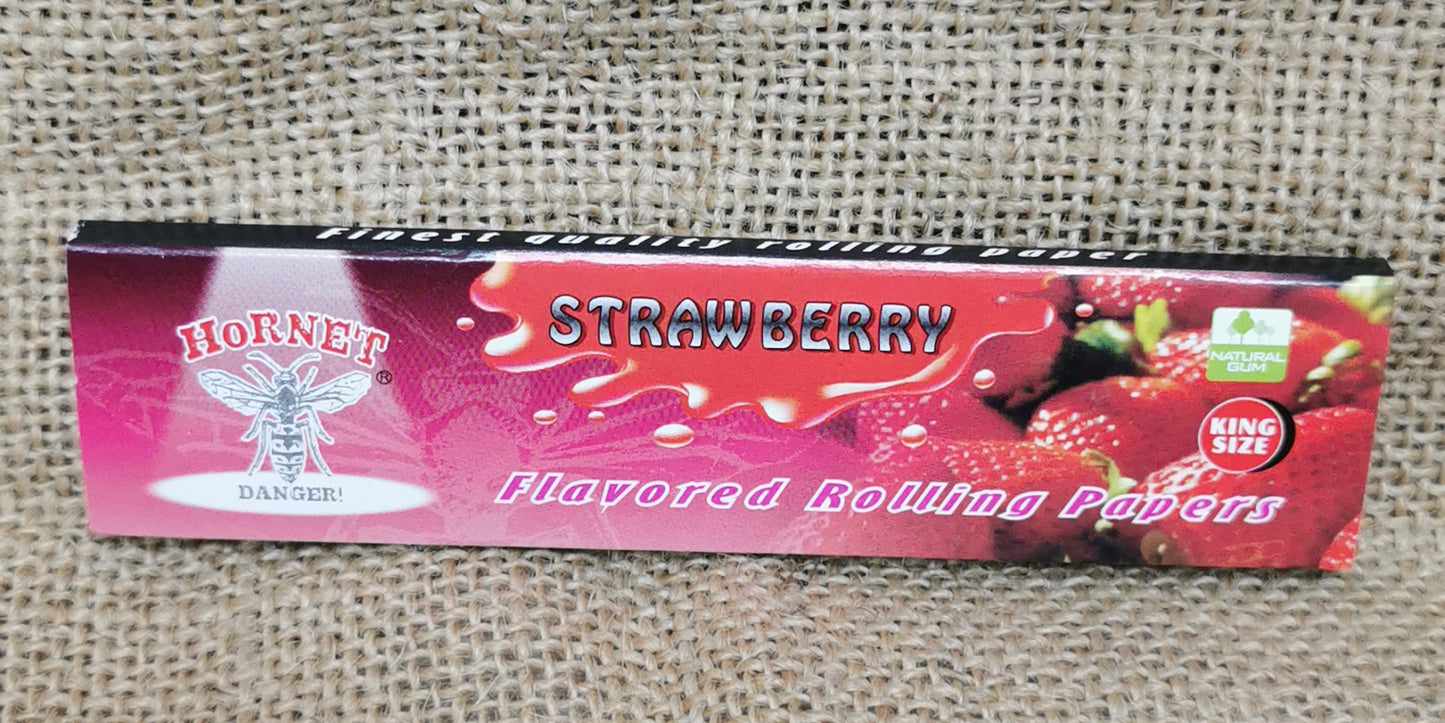 Finest quality rolling paper
HORNET
®
DANGER!
STRAWBERRY
Flavored Rolling Papers
NATURAL
GUM
KING
SIZE